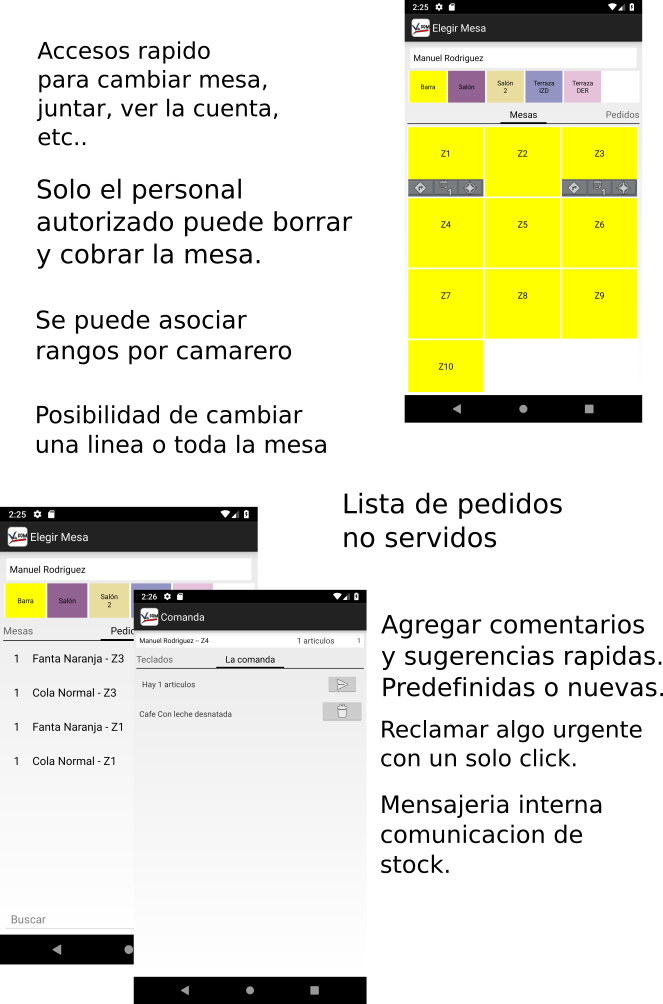 Accesos rapido
para cambiar mesa,
juntar, ver la cuenta,
etc..
Solo el personal
autorizado puede borrar
y cobrar la mesa.
Se puede asociar
rangos por camarero
Posibilidad de cambiar
una linea o toda la mesa
2:25
Elegir Mesa
Manuel Rodriguez
Barra Salón Salón 2 Terraza IZD Terraza DER
Mesas Pedidos
Z1 Z2 Z3
1 1
Z4 Z5 Z6
Z7 Z8 Z9
Z10
Lista de pedidos
no servidos
2:25
Elegir Mesa
Manuel Rodriguez
Barra Salón Salón 2
Mesas Pedic
1 Fanta Naranja - Z3
1 Cola Normal - Z3
1 Fanta Naranja - Z1
1 Cola Normal - Z1
Buscar
2:26
Comanda
Manuel Rodriguez – Z4 1 articulos 1
Teclados La comanda
Hay 1 articulos
Cafe Con leche desnatada
Agregar comentarios
y sugerencias rapidas.
Predefinidas o nuevas.
Reclamar algo urgente
con un solo click.
Mensajeria interna
comunicacion de
stock.